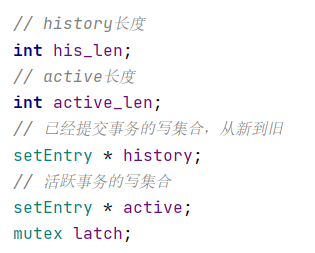 // history长度
int his_len;
// active长度
int active_len;
// 已经提交事务的写集合，从新到旧
setEntry * history;
// 活跃事务的写集合
setEntry * active;
mutex latch;